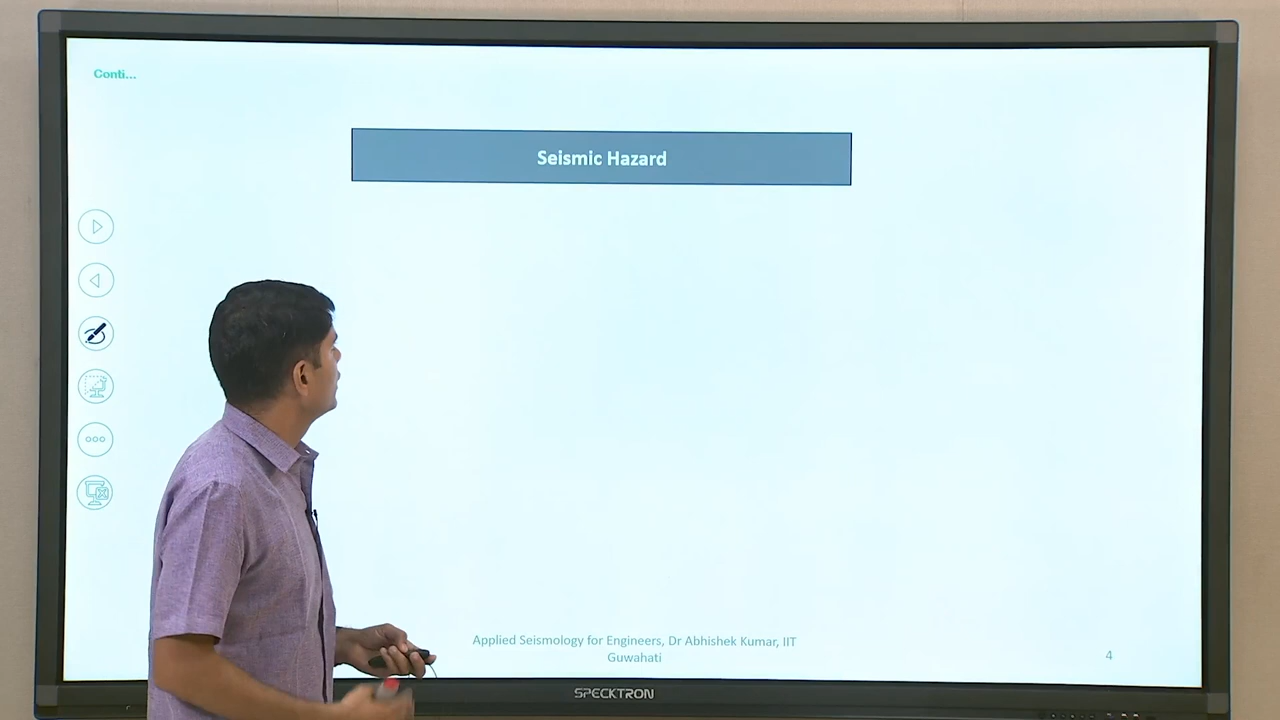 Conti...
Seismic Hazard
Applied Seismology for Engineers, Dr Abhishek Kumar, IIT
Guwahati
4
SPECKTRON